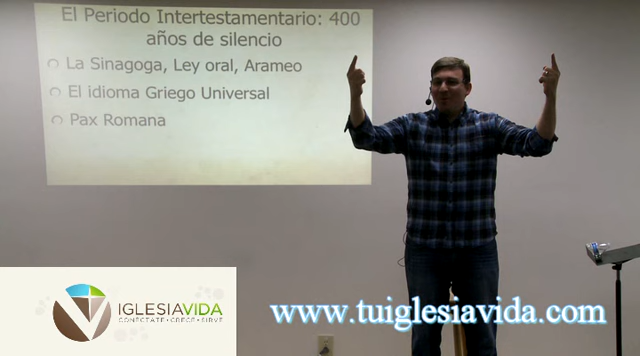 El Periodo Intertestamentario: 400
años de silencio
La Sinagoga, Ley oral, Arameo
El idioma Griego Universal
Pax Romana
IGLESIAVIDA
CONÉCTATE • CRECE • SIRVE
www.tuiglesiavida.com